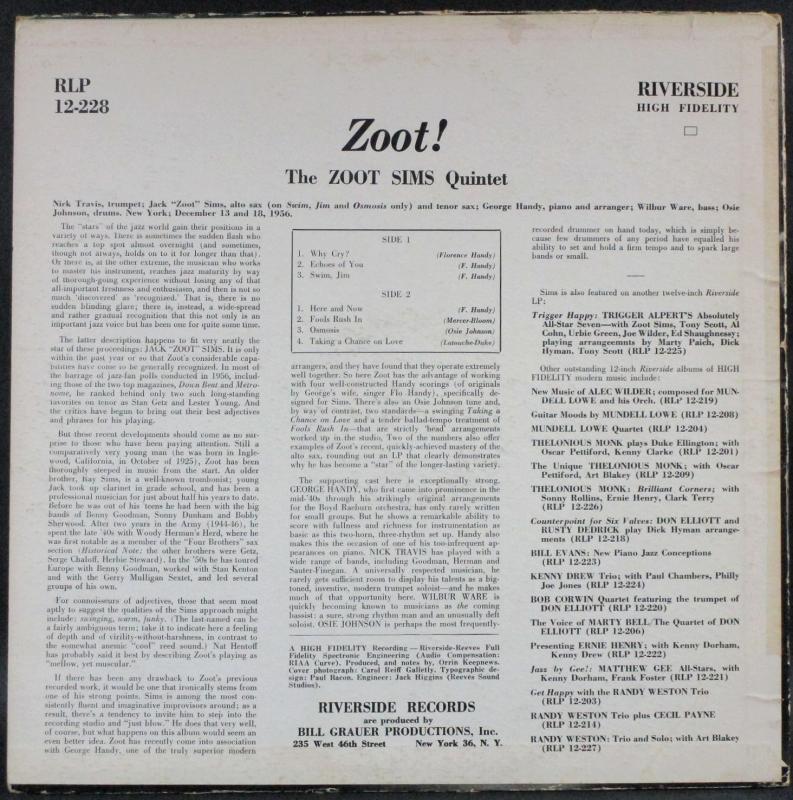 RLP
12-228
RIVERSIDE
HIGH FIDELITY
Zoot!
The ZOOT SIMS Quintet
Nick Travis, trumpet; Jack "Zoot" Sims, alto sax (on Swim, Jim and Osmosis only) and tenor sax; George Handy, piano and arranger; Wilbur Ware, bass; Osie
Johnson, drums. New York; December 13 and 18, 1956.
The "stars" of the jazz world gain their positions in a
variety of ways. There is sometimes the sudden flash who
reaches a top spot almost overnight (and sometimes,
though not always, holds on to it for longer than that).
Or there is, at the other extreme, the musician who works
to master his instrument, reaches jazz maturity by way
of thorough-going experience without losing any of that
all-important freshness and enthusiasm, and then is not so
much 'discovered' as 'recognized.' That is, there is no
sudden blinding glare; there is, instead, a wide-spread
and rather gradual recognition that this not only is an
important jazz voice but has been one for quite some time.
The latter description happens to fit very neatly the
star of these proceedings: JACK "ZOOT" SIMS. It is only
within the past year or so that Zoot's considerable capa-
bilities have come to be generally recognized. In most of
the barrage of jazz-fan polls conducted in 1956, includ-
ing those of the two top magazines, Down Beat and Metro-
nome, he ranked behind only two such long-standing
favorites on tenor as Stan Getz and Lester Young. And
the critics have begun to bring out their best adjectives
and phrases for his playing.
But these recent developments should come as no sur-
prise to those who have been paying attention. Still a
comparatively very young man (he was born in Ingle-
wood, California, in October of 1925), Zoot has been
thoroughly steeped in music from the start. An older
brother, Ray Sims, is a well-known trombonist; young
Jack took up clarinet in grade school, and has been a
professional musician for just about half his years to date.
Before he was out of his teens he had been with the big
bands of Benny Goodman, Sonny Dunham and Bobby
Sherwood. After two years in the Army (1944-46), he
spent the late '40s with Woody Herman's Herd, where he
was first notable as a member of the "Four Brothers" sax
section (Historical Note: the other brothers were Getz,
Serge Chaloff, Herbie Steward). In the '50s he has toured
Europe with Benny Goodman, worked with Stan Kenton
and with the Gerry Mulligan Sextet, and led several
groups of his own.
For connoisseurs of adjectives, those that seem most
aptly to suggest the qualities of the Sims approach might
include: swinging, warm, funky. (The last-named can be
a fairly ambiguous term; take it to indicate here a feeling
of depth and of virility-without-harshness, in contrast to
the somewhat anemic "cool" reed sound.) Nat Hentoff
has probably said it best by describing Zoot's playing as
"mellow, yet muscular."
If there has been any drawback to Zoot's previous
recorded work, it would be one that ironically stems from
one of his strong points. Sims is among the most con-
sistently fluent and imaginative improvisors around; as a
result, there's a tendency to invite him to step into the
recording studio and "just blow." He does that very well,
of course, but what happens on this album would seem an
even better idea. Zoot has recently come into association
with George Handy, one of the truly superior modern
SIDE 1
1. Why Cry? (Florence Handy)
2. Echoes of You (F. Handy)
3. Swim, Jim (F. Handy)
SIDE 2
1. Here and Now (F. Handy)
2. Fools Rush In (Mercer-Bloom)
3. Osmosis (Osie Johnson)
4. Taking a Chance on Love (Latouche-Duke)
arrangers, and they have found that they operate extremely
well together. So here Zoot has the advantage of working
with four well-constructed Handy scorings (of originals
by George's wife, singer Flo Handy), specifically de-
signed for Sims. There's also an Osie Johnson tune and,
by way of contrast, two standards—a swinging Taking a
Chance on Love and a tender ballad-tempo treatment of
Fools Rush In—that are strictly 'head' arrangements
worked up in the studio. Two of the numbers also offer
examples of Zoot's recent, quickly-achieved mastery of the
alto sax, rounding out an LP that clearly demonstrates
why he has become a "star" of the longer-lasting variety.
The supporting cast here is exceptionally strong.
GEORGE HANDY, who first came into prominence in the
mid-'40s through his strikingly original arrangements
for the Boyd Raeburn orchestra, has only rarely written
for small groups. But he shows a remarkable ability to
score with fullness and richness for instrumentation as
basic as this two-horn, three-rhythm set up. Handy also
makes this the occasion of one of his too-infrequent ap-
pearances on piano. NICK TRAVIS has played with a
wide range of bands, including Goodman, Herman and
Sauter-Finegan. A universally respected musician, he
rarely gets sufficient room to display his talents as a big-
toned, inventive, modern trumpet soloist—and he makes
much of that opportunity here. WILBUR WARE is
quickly becoming known to musicians as the coming
bassist: a sure, strong rhythm man and an unusually deft
soloist. OSIE JOHNSON is perhaps the most frequently-
A HIGH FIDELITY Recording — Riverside-Reeves Full
Fidelity Spectronic Engineering (Audio Compensation:
RIAA Curve). Produced, and notes by, Orrin Keepnews.
Cover photograph: Carol Reiff Galletly. Typographic de-
sign: Paul Bacon. Engineer: Jack Higgins (Reeves Sound
Studios).
RIVERSIDE RECORDS
are produced by
BILL GRAUER PRODUCTIONS, Inc.
235 West 46th Street New York 36, N. Y.
recorded drummer on hand today, which is simply be-
cause few drummers of any period have equalled his
ability to set and hold a firm tempo and to spark large
bands or small.
Sims is also featured on another twelve-inch Riverside
LP:
Trigger Happy: TRIGGER ALPERT'S Absolutely
All-Star Seven—with Zoot Sims, Tony Scott, Al
Cohn, Urbie Green, Joe Wilder, Ed Shaughnessy;
playing arrangeemnts by Marty Paich, Dick
Hyman, Tony Scott (RLP 12-225)
Other outstanding 12-inch Riverside albums of HIGH
FIDELITY modern music include:
New Music of ALEC WILDER; composed for MUN-
DELL LOWE and his Orch. (RLP 12-219)
Guitar Moods by MUNDELL LOWE (RLP 12-208)
MUNDELL LOWE Quartet (RLP 12-204)
THELONIOUS MONK plays Duke Ellington; with
Oscar Pettiford, Kenny Clarke (RLP 12-201)
The Unique THELONIOUS MONK; with Oscar
Pettiford, Art Blakey (RLP 12-209)
THELONIOUS MONK: Brilliant Corners; with
Sonny Rollins, Ernie Henry, Clark Terry
(RLP 12-226)
Counterpoint for Six Valves: DON ELLIOTT and
RUSTY DEDRICK play Dick Hyman arrange-
ments (RLP 12-218)
BILL EVANS: New Piano Jazz Conceptions
(RLP 12-223)
KENNY DREW Trio; with Paul Chambers, Philly
Joe Jones (RLP 12-224)
BOB CORWIN Quartet featuring the trumpet of
DON ELLIOTT (RLP 12-220)
The Voice of MARTY BELL/The Quartet of DON
ELLIOTT (RLP 12-206)
Presenting ERNIE HENRY; with Kenny Dorham,
Kenny Drew (RLP 12-222)
Jazz by Gee!: MATTHEW GEE All-Stars, with
Kenny Dorham, Frank Foster (RLP 12-221)
Get Happy with the RANDY WESTON Trio
(RLP 12-203)
RANDY WESTON Trio plus CECIL PAYNE
(RLP 12-214)
RANDY WESTON: Trio and Solo; with Art Blakey
(RLP 12-227)